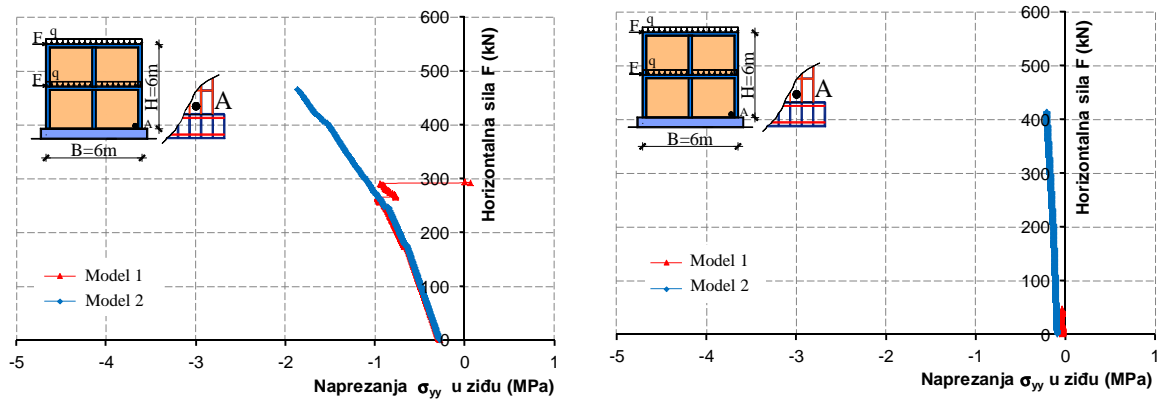 600
500
400
300
200
100
0
Horizontalna sila F (kN)
q
F
q
F
H=6m
A
B=6m
A
Model 1
Model 2
-5 -4 -3 -2 -1 0 1
Naprezanja σyy u ziđu (MPa)
600
500
400
300
200
100
0
Horizontalna sila F (kN)
q
F
q
F
H=6m
A
B=6m
A
Model 1
Model 2
-5 -4 -3 -2 -1 0 1
Naprezanja σyy u ziđu (MPa)